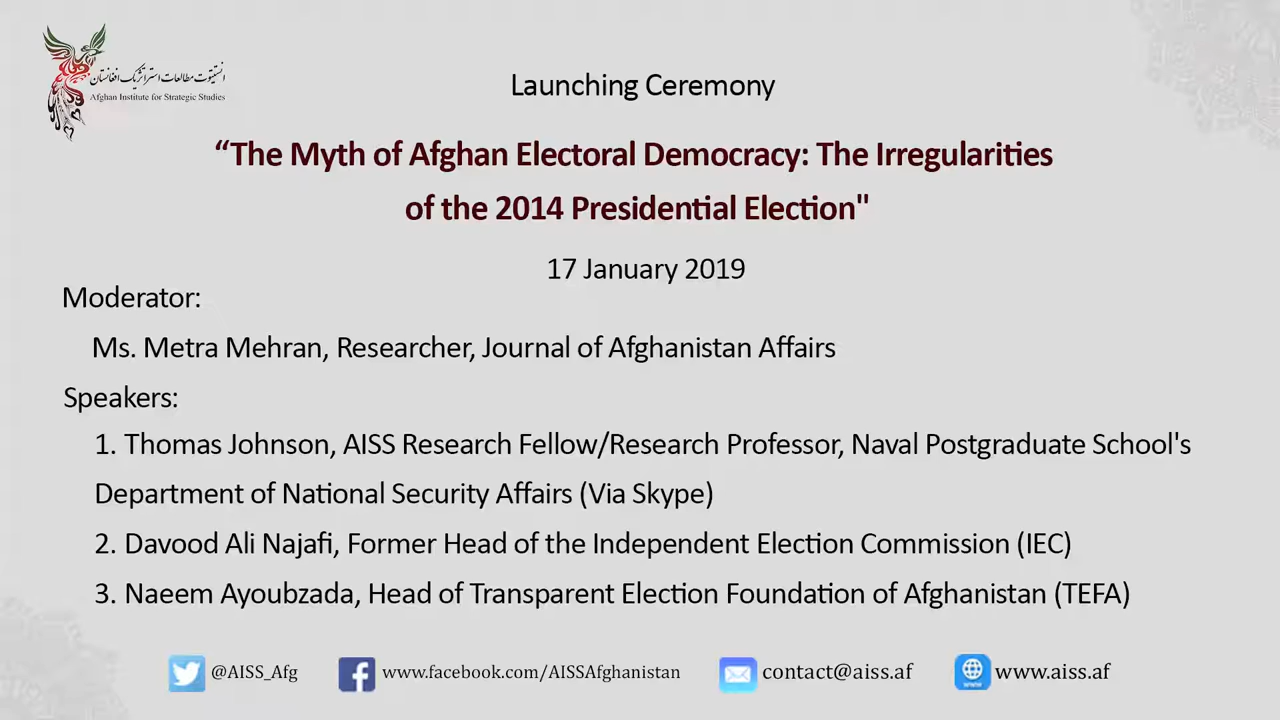 انستیتوت مطالعات استراتژیک افغانستان
Afghan Institute for Strategic Studies
Launching Ceremony
“The Myth of Afghan Electoral Democracy: The Irregularities
of the 2014 Presidential Election"
17 January 2019
Moderator:
Ms. Metra Mehran, Researcher, Journal of Afghanistan Affairs
Speakers:
1. Thomas Johnson, AISS Research Fellow/Research Professor, Naval Postgraduate School's
Department of National Security Affairs (Via Skype)
2. Davood Ali Najafi, Former Head of the Independent Election Commission (IEC)
3. Naeem Ayoubzada, Head of Transparent Election Foundation of Afghanistan (TEFA)
@AISS_Afg www.facebook.com/AISSAfghanistan contact@aiss.af www.aiss.af